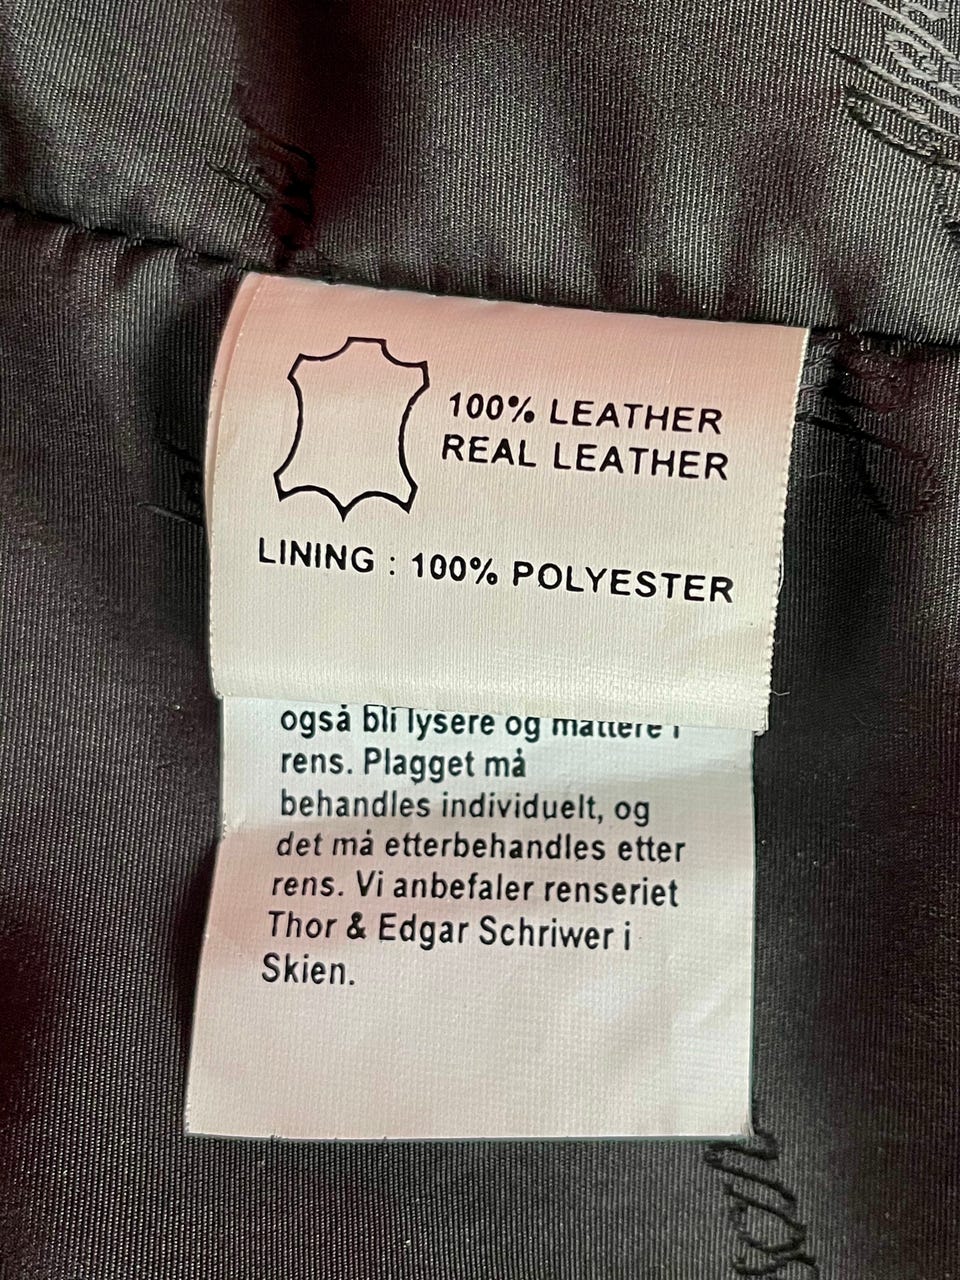 100% LEATHER
REAL LEATHER
LINING : 100% POLYESTER
også bli lysere og mattere i
rens. Plagget må
behandles individuelt, og
det må etterbehandles etter
rens. Vi anbefaler renseriet
Thor & Edgar Schriwer i
Skien.